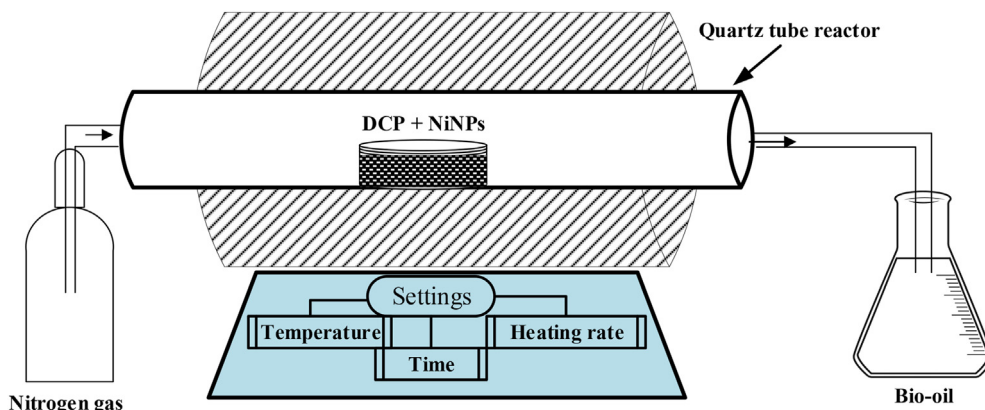 Quartz tube reactor
DCP + NiNPs
Settings
Temperature
Heating rate
Time
Nitrogen gas
Bio-oil